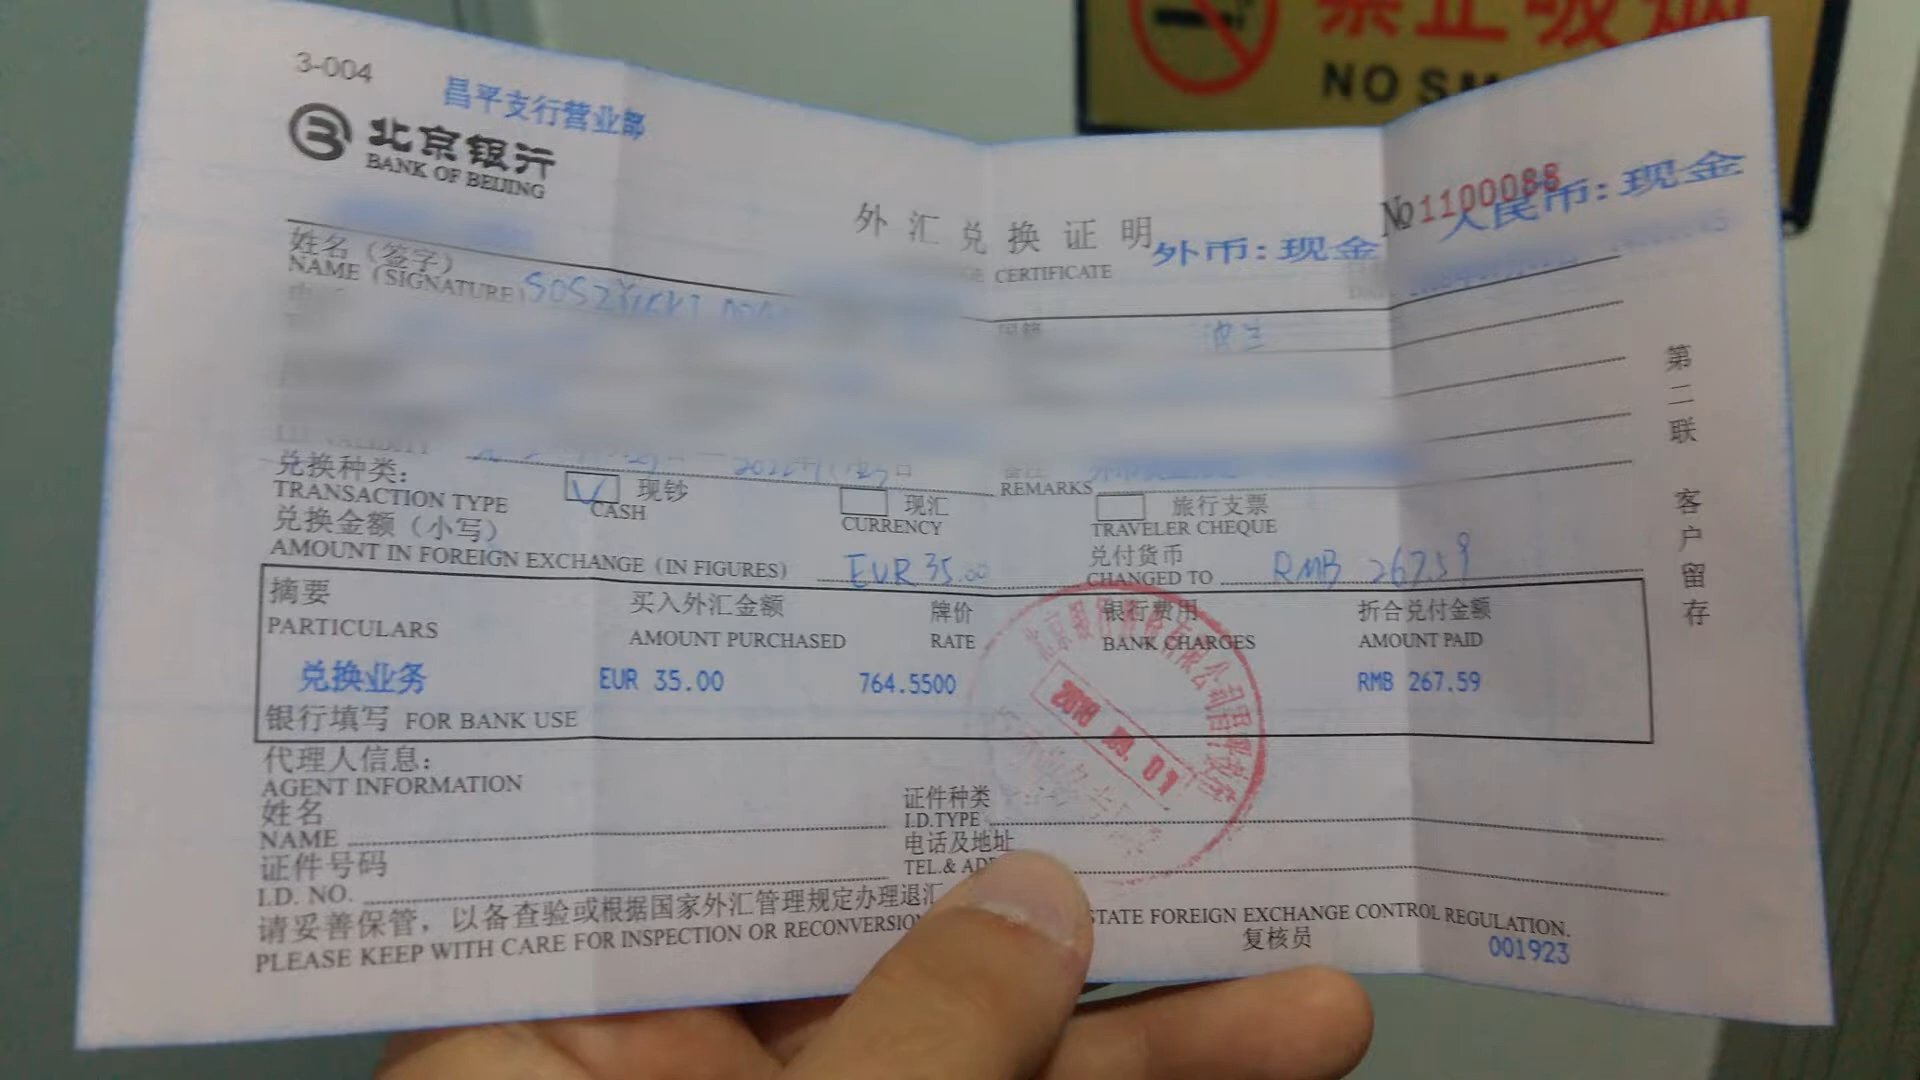 禁止吸烟
NO SM
3-004
昌平支行营业部
北京银行
BANK OF BEIJING
外汇兑换证明
CERTIFICATE
外币:现金
№1100088
人民币:现金
姓名(签字)
NAME (SIGNATURE)
国籍
波兰
兑换种类:
TRANSACTION TYPE
现钞
CASH
现汇
CURRENCY
REMARKS
旅行支票
TRAVELER CHEQUE
兑换金额(小写)
AMOUNT IN FOREIGN EXCHANGE (IN FIGURES)
EUR 35.00
兑付货币
CHANGED TO
RMB 267.59
摘要
PARTICULARS
买入外汇金额
AMOUNT PURCHASED
牌价
RATE
银行费用
BANK CHARGES
折合兑付金额
AMOUNT PAID
兑换业务
EUR 35.00
764.5500
RMB 267.59
银行填写 FOR BANK USE
代理人信息:
AGENT INFORMATION
姓名
NAME
证件种类
I.D.TYPE
证件号码
I.D. NO.
电话及地址
TEL.& AD
请妥善保管，以备查验或根据国家外汇管理规定办理退汇
PLEASE KEEP WITH CARE FOR INSPECTION OR RECONVERSION
STATE FOREIGN EXCHANGE CONTROL REGULATION.
复核员
001923
第二联 客户留存